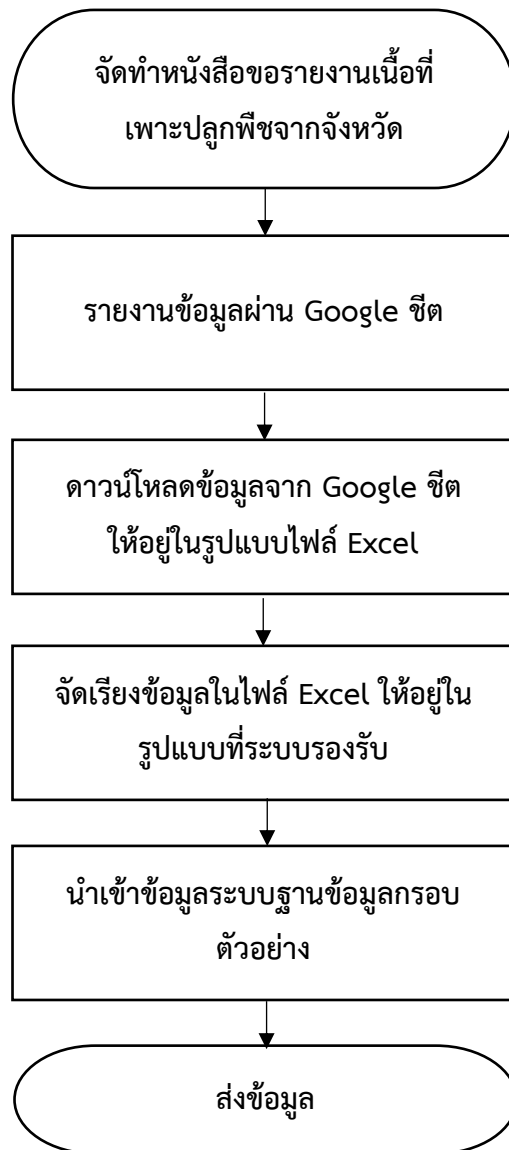 จัดทำหนังสือขอรายงานเนื้อที่
เพาะปลูกพืชจากจังหวัด
รายงานข้อมูลผ่าน Google ชีต
ดาวน์โหลดข้อมูลจาก Google ชีต
ให้อยู่ในรูปแบบไฟล์ Excel
จัดเรียงข้อมูลในไฟล์ Excel ให้อยู่ใน
รูปแบบที่ระบบรองรับ
นำเข้าข้อมูลระบบฐานข้อมูลกรอบ
ตัวอย่าง
ส่งข้อมูล